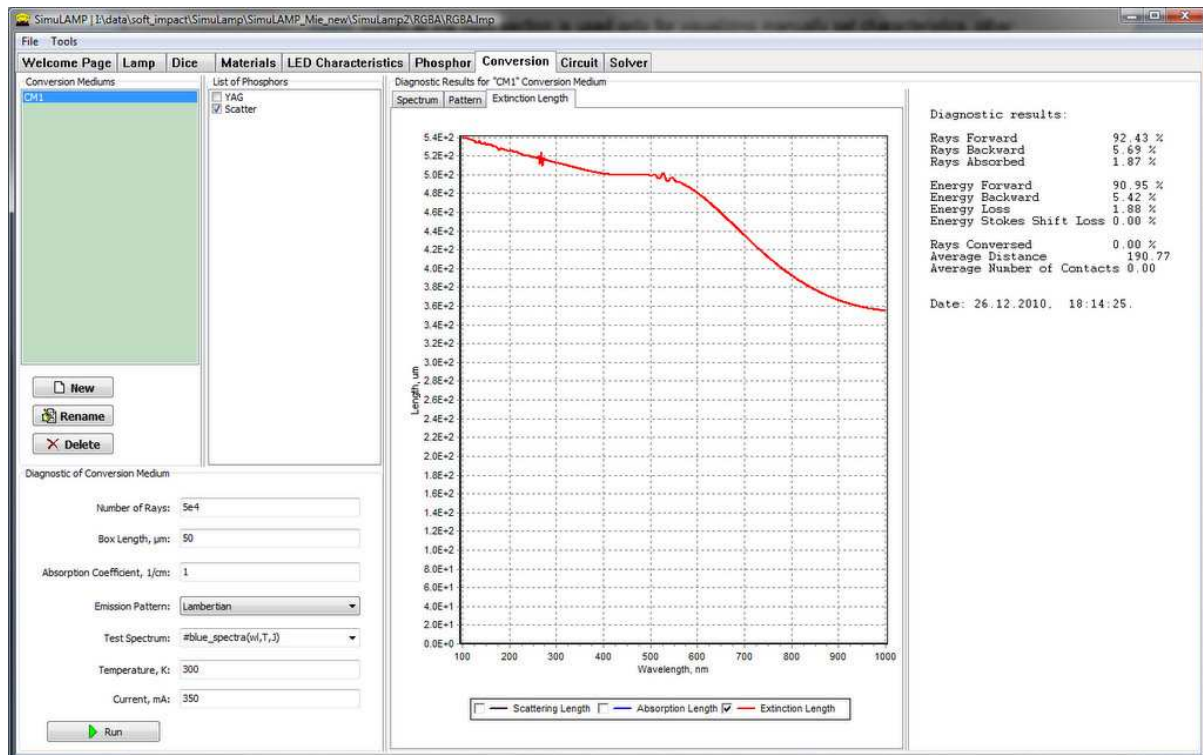 SimuLAMP | I:\data\soft_impact\SimuLamp\SimuLAMP_Mie_new\SimuLamp2\RGBA\RGBA.lmp
File Tools
Welcome Page Lamp Dice Materials LED Characteristics Phosphor Conversion Circuit Solver
Conversion Mediums
CM1
New
Rename
Delete
List of Phosphors
YAG
Scatter
Diagnostic of Conversion Medium
Number of Rays: 5e4
Box Length, µm: 50
Absorption Coefficient, 1/cm: 1
Emission Pattern: Lambertian
Test Spectrum: #blue_spectra(wl,T,J)
Temperature, K: 300
Current, mA: 350
Run
Diagnostic Results for "CM1" Conversion Medium
Spectrum Pattern Extinction Length
5.4E+2
5.2E+2
5.0E+2
4.8E+2
4.6E+2
4.4E+2
4.2E+2
4.0E+2
3.8E+2
3.6E+2
3.4E+2
3.2E+2
3.0E+2
2.8E+2
2.6E+2
2.4E+2
2.2E+2
2.0E+2
1.8E+2
1.6E+2
1.4E+2
1.2E+2
1.0E+2
8.0E+1
6.0E+1
4.0E+1
2.0E+1
0.0E+0
Length, um
100 200 300 400 500 600 700 800 900 1000
Wavelength, nm
Scattering Length Absorption Length Extinction Length
Diagnostic results:
Rays Forward 92.43 %
Rays Backward 5.69 %
Rays Absorbed 1.87 %
Energy Forward 90.95 %
Energy Backward 5.42 %
Energy Loss 1.88 %
Energy Stokes Shift Loss 0.00 %
Rays Conversed 0.00 %
Average Distance 190.77
Average Number of Contacts 0.00
Date: 26.12.2010, 18:14:25.